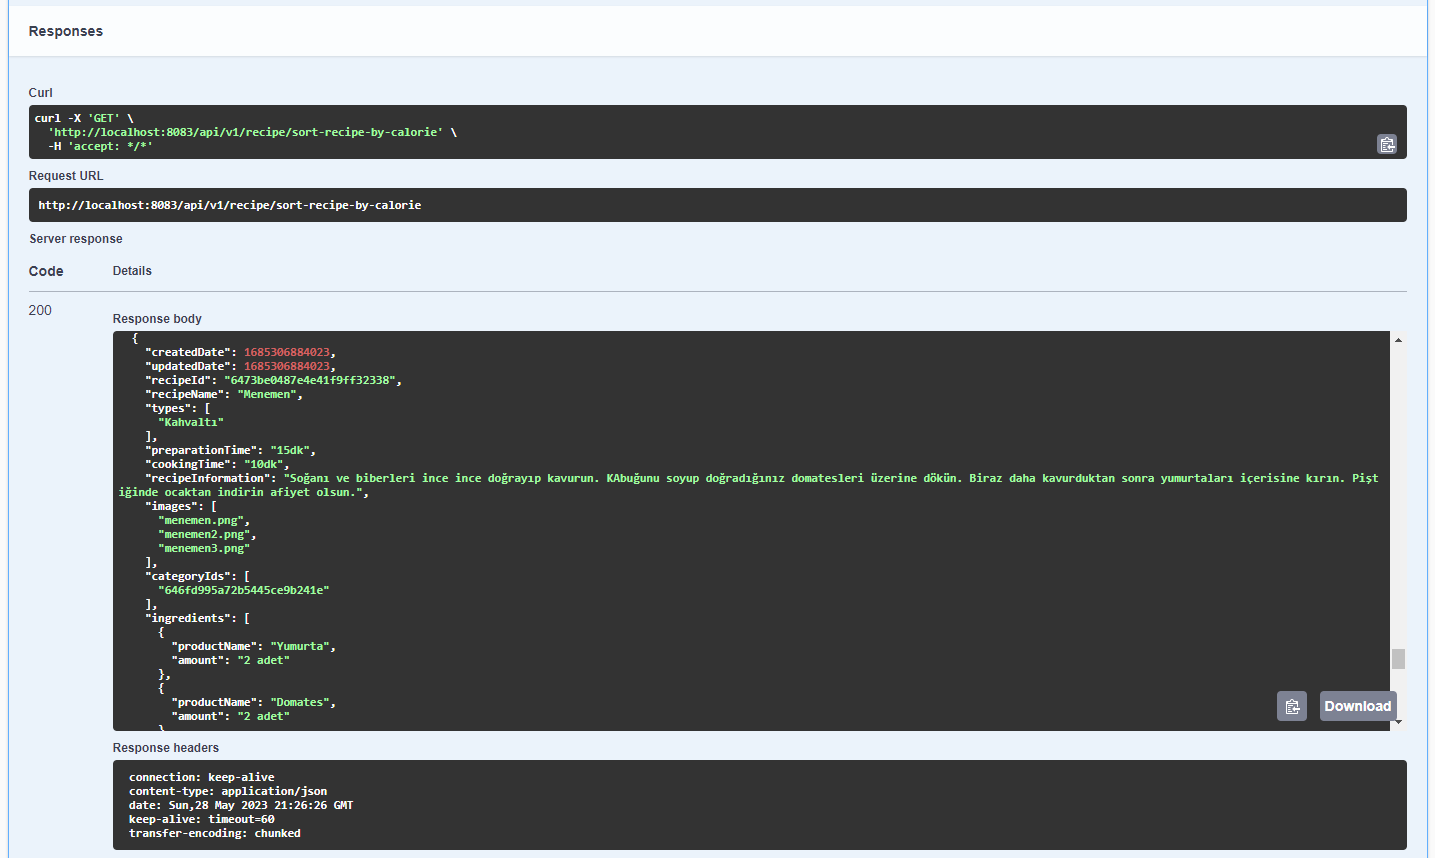 Responses
Curl
curl -X 'GET' \
  'http://localhost:8083/api/v1/recipe/sort-recipe-by-calorie' \
  -H 'accept: */*'
Request URL
http://localhost:8083/api/v1/recipe/sort-recipe-by-calorie
Server response
Code Details
200
Response body
  {
    "createdDate": 1685306884023,
    "updatedDate": 1685306884023,
    "recipeId": "6473be0487e4e41f9ff32338",
    "recipeName": "Menemen",
    "types": [
      "Kahvaltı"
    ],
    "preparationTime": "15dk",
    "cookingTime": "10dk",
    "recipeInformation": "Soğanı ve biberleri ince ince doğrayıp kavurun. KAbuğunu soyup doğradığınız domatesleri üzerine dökün. Biraz daha kavurduktan sonra yumurtaları içerisine kırın. Pişt
iğinde ocaktan indirin afiyet olsun.",
    "images": [
      "menemen.png",
      "menemen2.png",
      "menemen3.png"
    ],
    "categoryIds": [
      "646fd995a72b5445ce9b241e"
    ],
    "ingredients": [
      {
        "productName": "Yumurta",
        "amount": "2 adet"
      },
      {
        "productName": "Domates",
        "amount": "2 adet"
      }
Download
Response headers
connection: keep-alive
content-type: application/json
date: Sun,28 May 2023 21:26:26 GMT
keep-alive: timeout=60
transfer-encoding: chunked